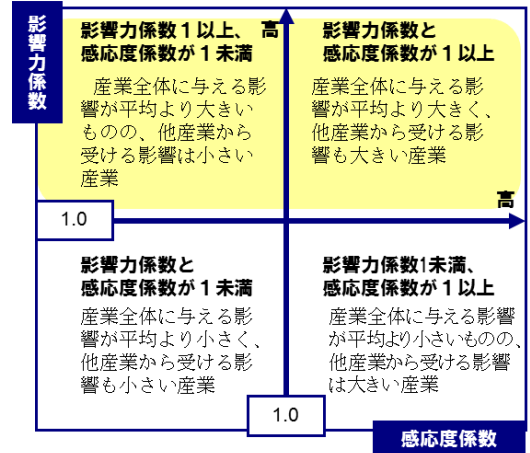 影響力係数
影響力係数１以上、
感応度係数が１未満
産業全体に与える影
響が平均より大きい
ものの、他産業から
受ける影響は小さい
産業
高
影響力係数と
感応度係数が１以上
産業全体に与える影
響が平均より大きく、
他産業から受ける影
響も大きい産業
高
1.0
影響力係数と
感応度係数が１未満
産業全体に与える影
響が平均より小さく、
他産業から受ける影
響も小さい産業
影響力係数1未満、
感応度係数が１以上
産業全体に与える影響
が平均より小さいものの、
他産業から受ける影響
は大きい産業
1.0
感応度係数